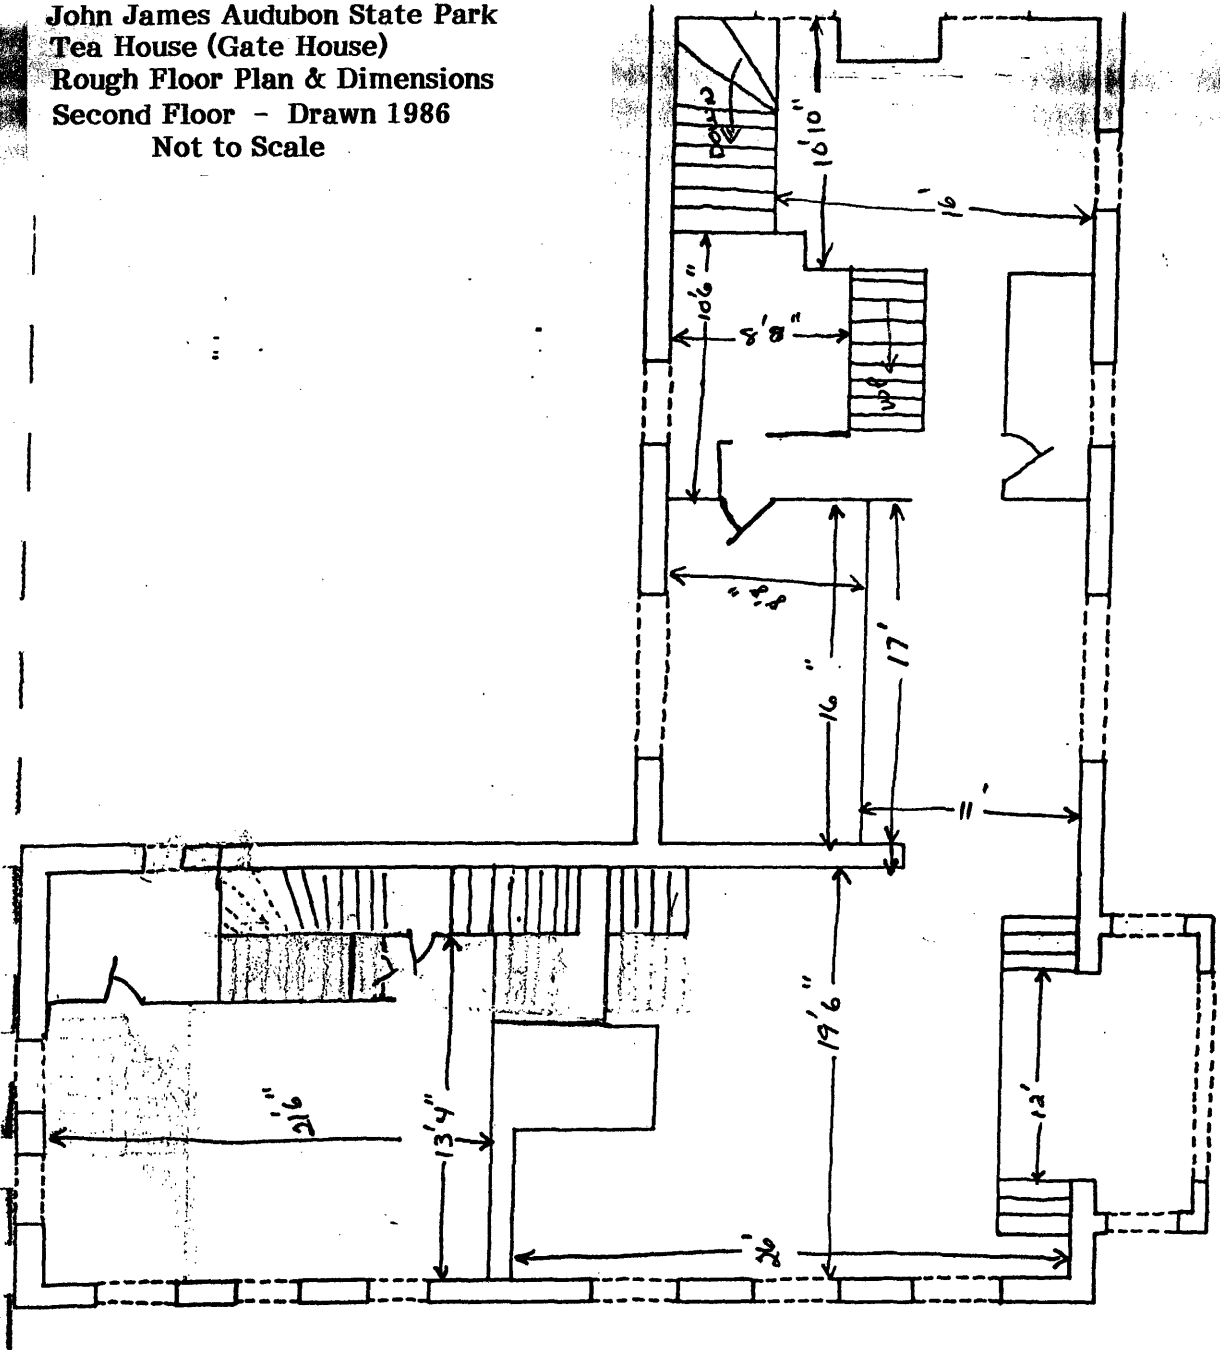 John James Audubon State Park
Tea House (Gate House)
Rough Floor Plan & Dimensions
Second Floor - Drawn 1986
Not to Scale
DOWN
10'10"
16'
10'6"
8'8"
UP
8'8"
16"
17'
11'
19'6"
21'6"
13'4"
12'
26'